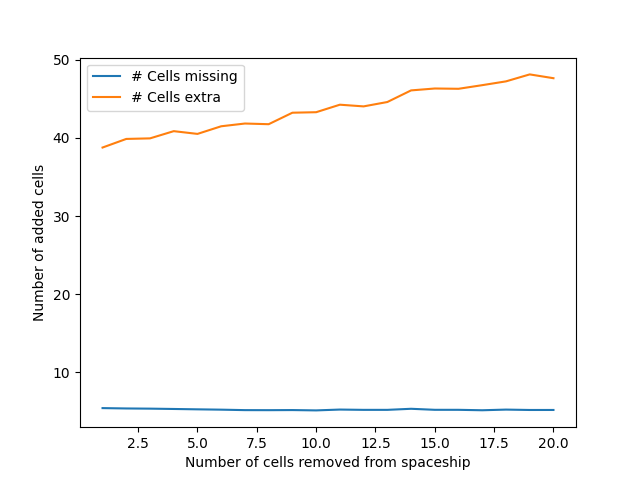 50
40
30
20
10
Number of added cells
# Cells missing
# Cells extra
2.5 5.0 7.5 10.0 12.5 15.0 17.5 20.0
Number of cells removed from spaceship